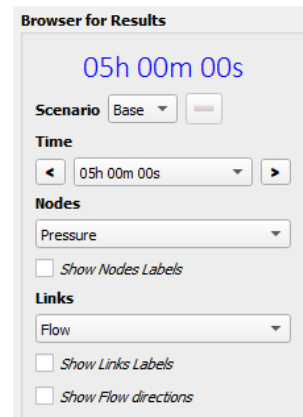 Browser for Results
05h 00m 00s
Scenario Base
Time
< 05h 00m 00s >
Nodes
Pressure
Show Nodes Labels
Links
Flow
Show Links Labels
Show Flow directions